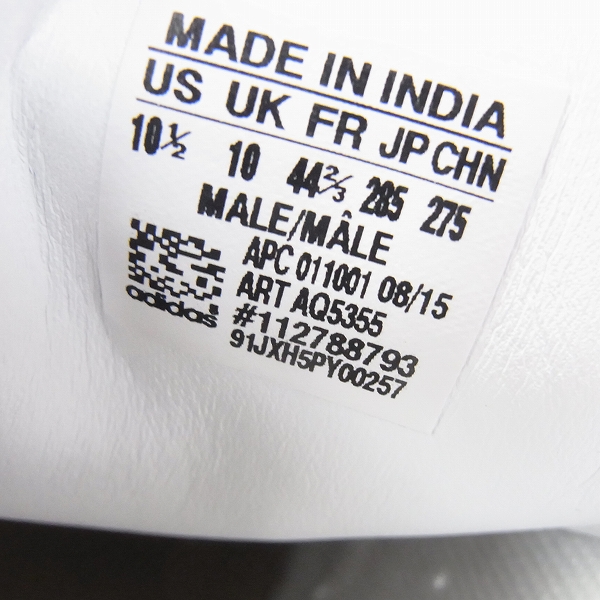 MADE IN INDIA
US UK FR JP CHN
10½ 10 44⅔ 285 275
MALE/MÂLE
APC 011001 08/15
ART AQ5355
#112788793
91JXH5PY00257
adidas